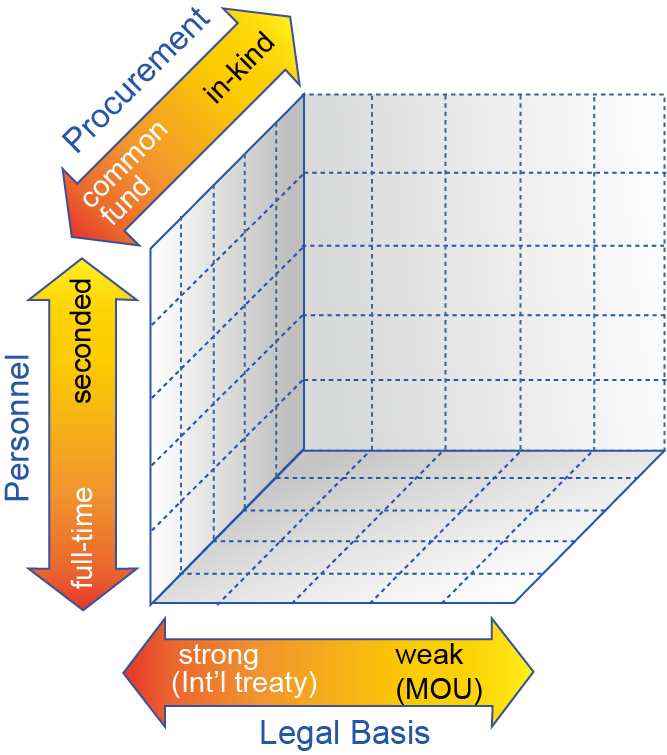 Procurement
in-kind
common
fund
Personnel
seconded
full-time
strong
(Int'l treaty)
weak
(MOU)
Legal Basis